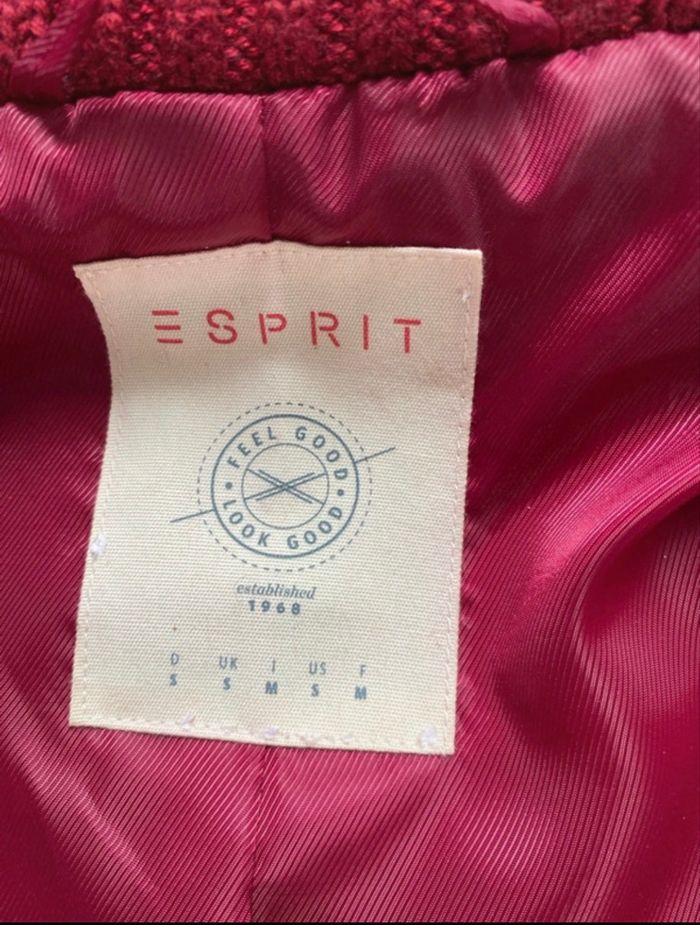 ESPRIT
FEEL GOOD
LOOK GOOD
established
1968
D UK I US F
S S M S M